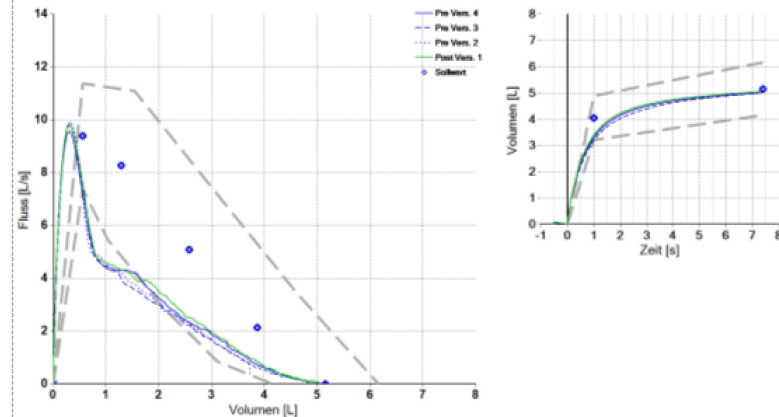 14
12
10
8
6
4
2
0
Fluss [L/s]
0 1 2 3 4 5 6 7 8
Volumen [L]
Pre Vers. 4
Pre Vers. 3
Pre Vers. 2
Post Vers. 1
Sollwert
8
7
6
5
4
3
2
1
0
Volumen [L]
-1 0 1 2 3 4 5 6 7 8
Zeit [s]